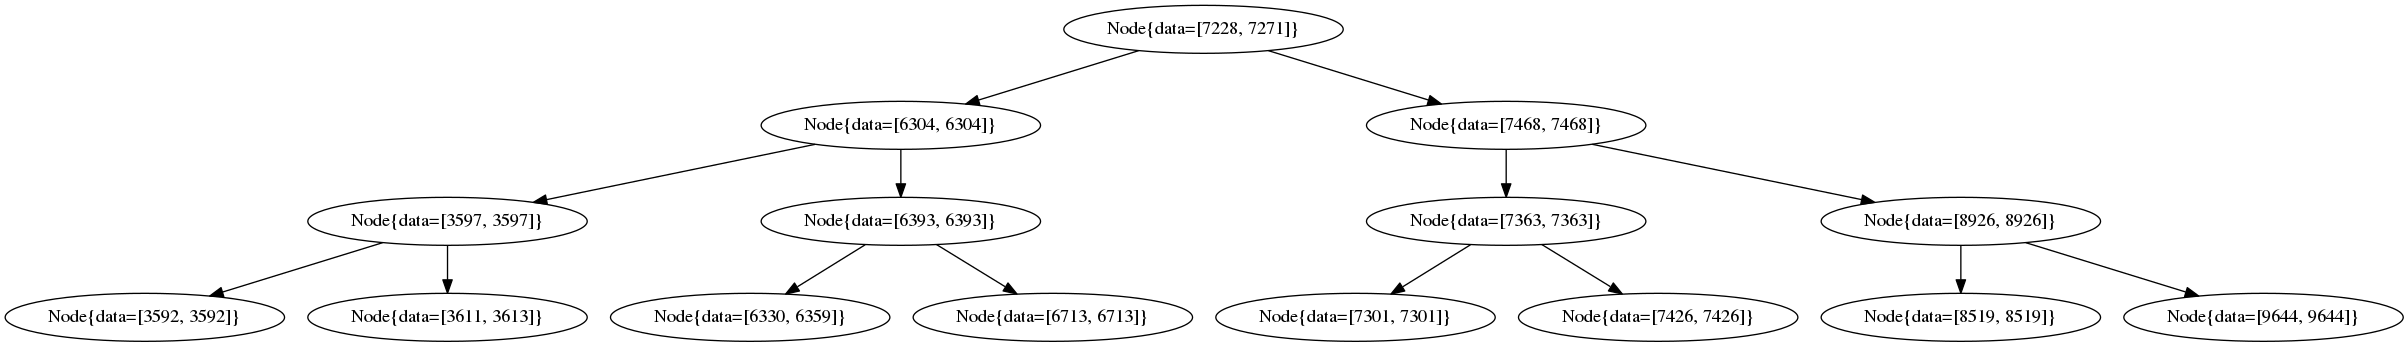 Node{data=[7228, 7271]}
Node{data=[6304, 6304]}
Node{data=[7468, 7468]}
Node{data=[3597, 3597]}
Node{data=[6393, 6393]}
Node{data=[7363, 7363]}
Node{data=[8926, 8926]}
Node{data=[3592, 3592]}
Node{data=[3611, 3613]}
Node{data=[6330, 6359]}
Node{data=[6713, 6713]}
Node{data=[7301, 7301]}
Node{data=[7426, 7426]}
Node{data=[8519, 8519]}
Node{data=[9644, 9644]}